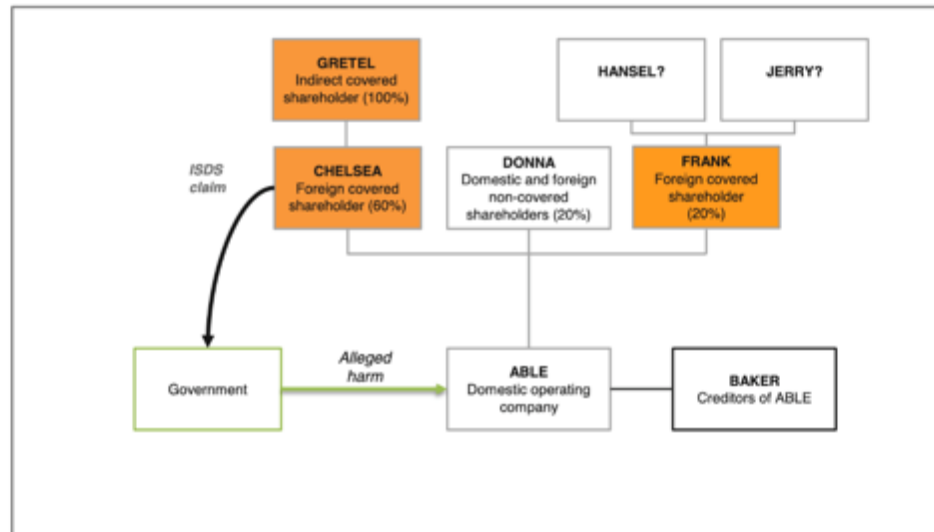 GRETEL
Indirect covered
shareholder (100%)
HANSEL?
JERRY?
ISDS
claim
CHELSEA
Foreign covered
shareholder (60%)
DONNA
Domestic and foreign
non-covered
shareholders (20%)
FRANK
Foreign covered
shareholder
(20%)
Government
Alleged
harm
ABLE
Domestic operating
company
BAKER
Creditors of ABLE